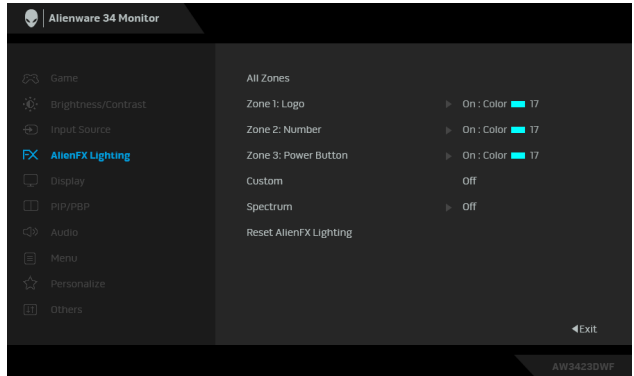 Alienware 34 Monitor
Game
Brightness/Contrast
Input Source
FX AlienFX Lighting
Display
PIP/PBP
Audio
Menu
Personalize
Others
All Zones
Zone 1: Logo On : Color 17
Zone 2: Number On : Color 17
Zone 3: Power Button On : Color 17
Custom Off
Spectrum Off
Reset AlienFX Lighting
Exit
AW3423DWF